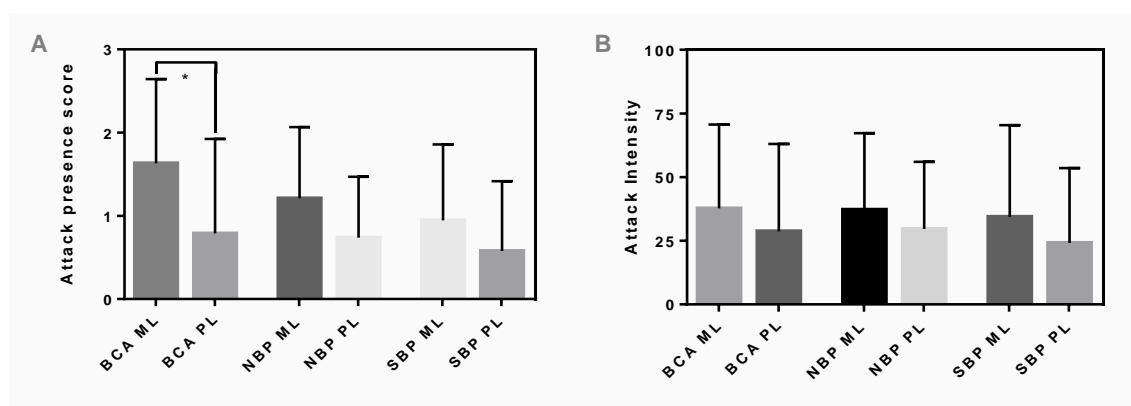 A
Attack presence score
3
2
1
0
*
BCA ML
BCA PL
NBP ML
NBP PL
SBP ML
SBP PL
B
Attack Intensity
100
75
50
25
0
BCA ML
BCA PL
NBP ML
NBP PL
SBP ML
SBP PL